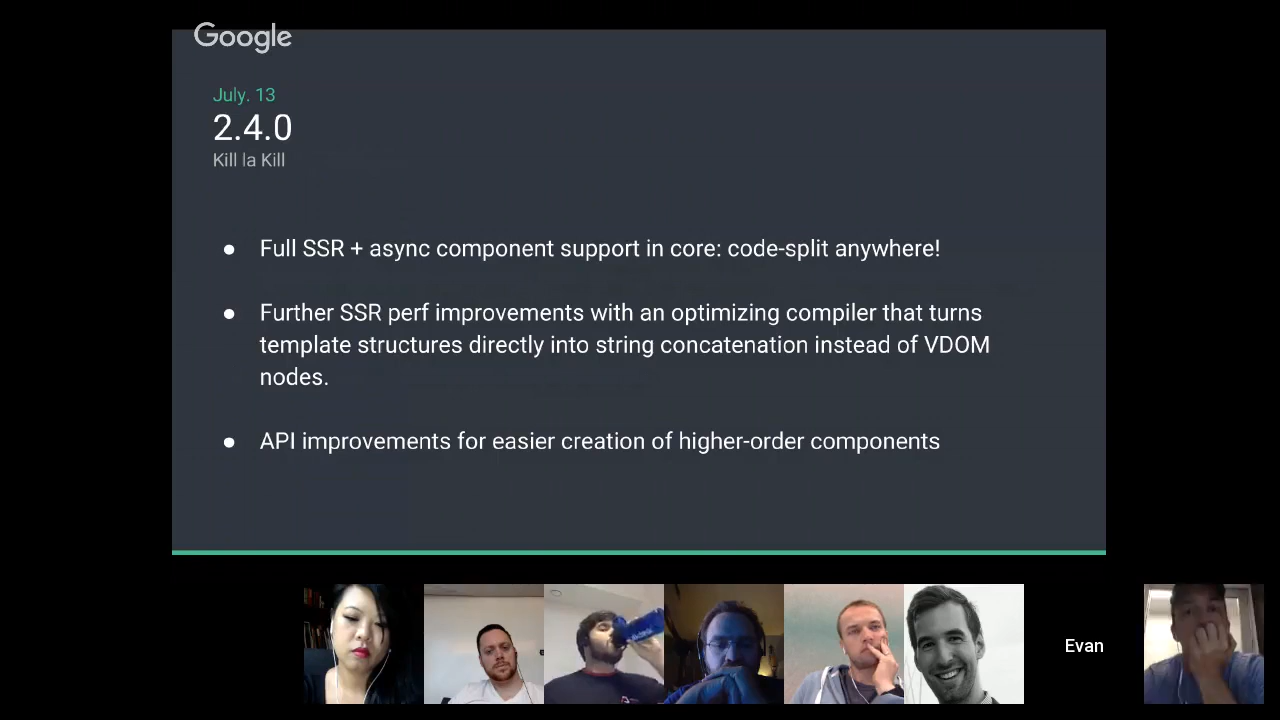 Google
July. 13
2.4.0
Kill la Kill
● Full SSR + async component support in core: code-split anywhere!
● Further SSR perf improvements with an optimizing compiler that turns
template structures directly into string concatenation instead of VDOM
nodes.
● API improvements for easier creation of higher-order components
Evan